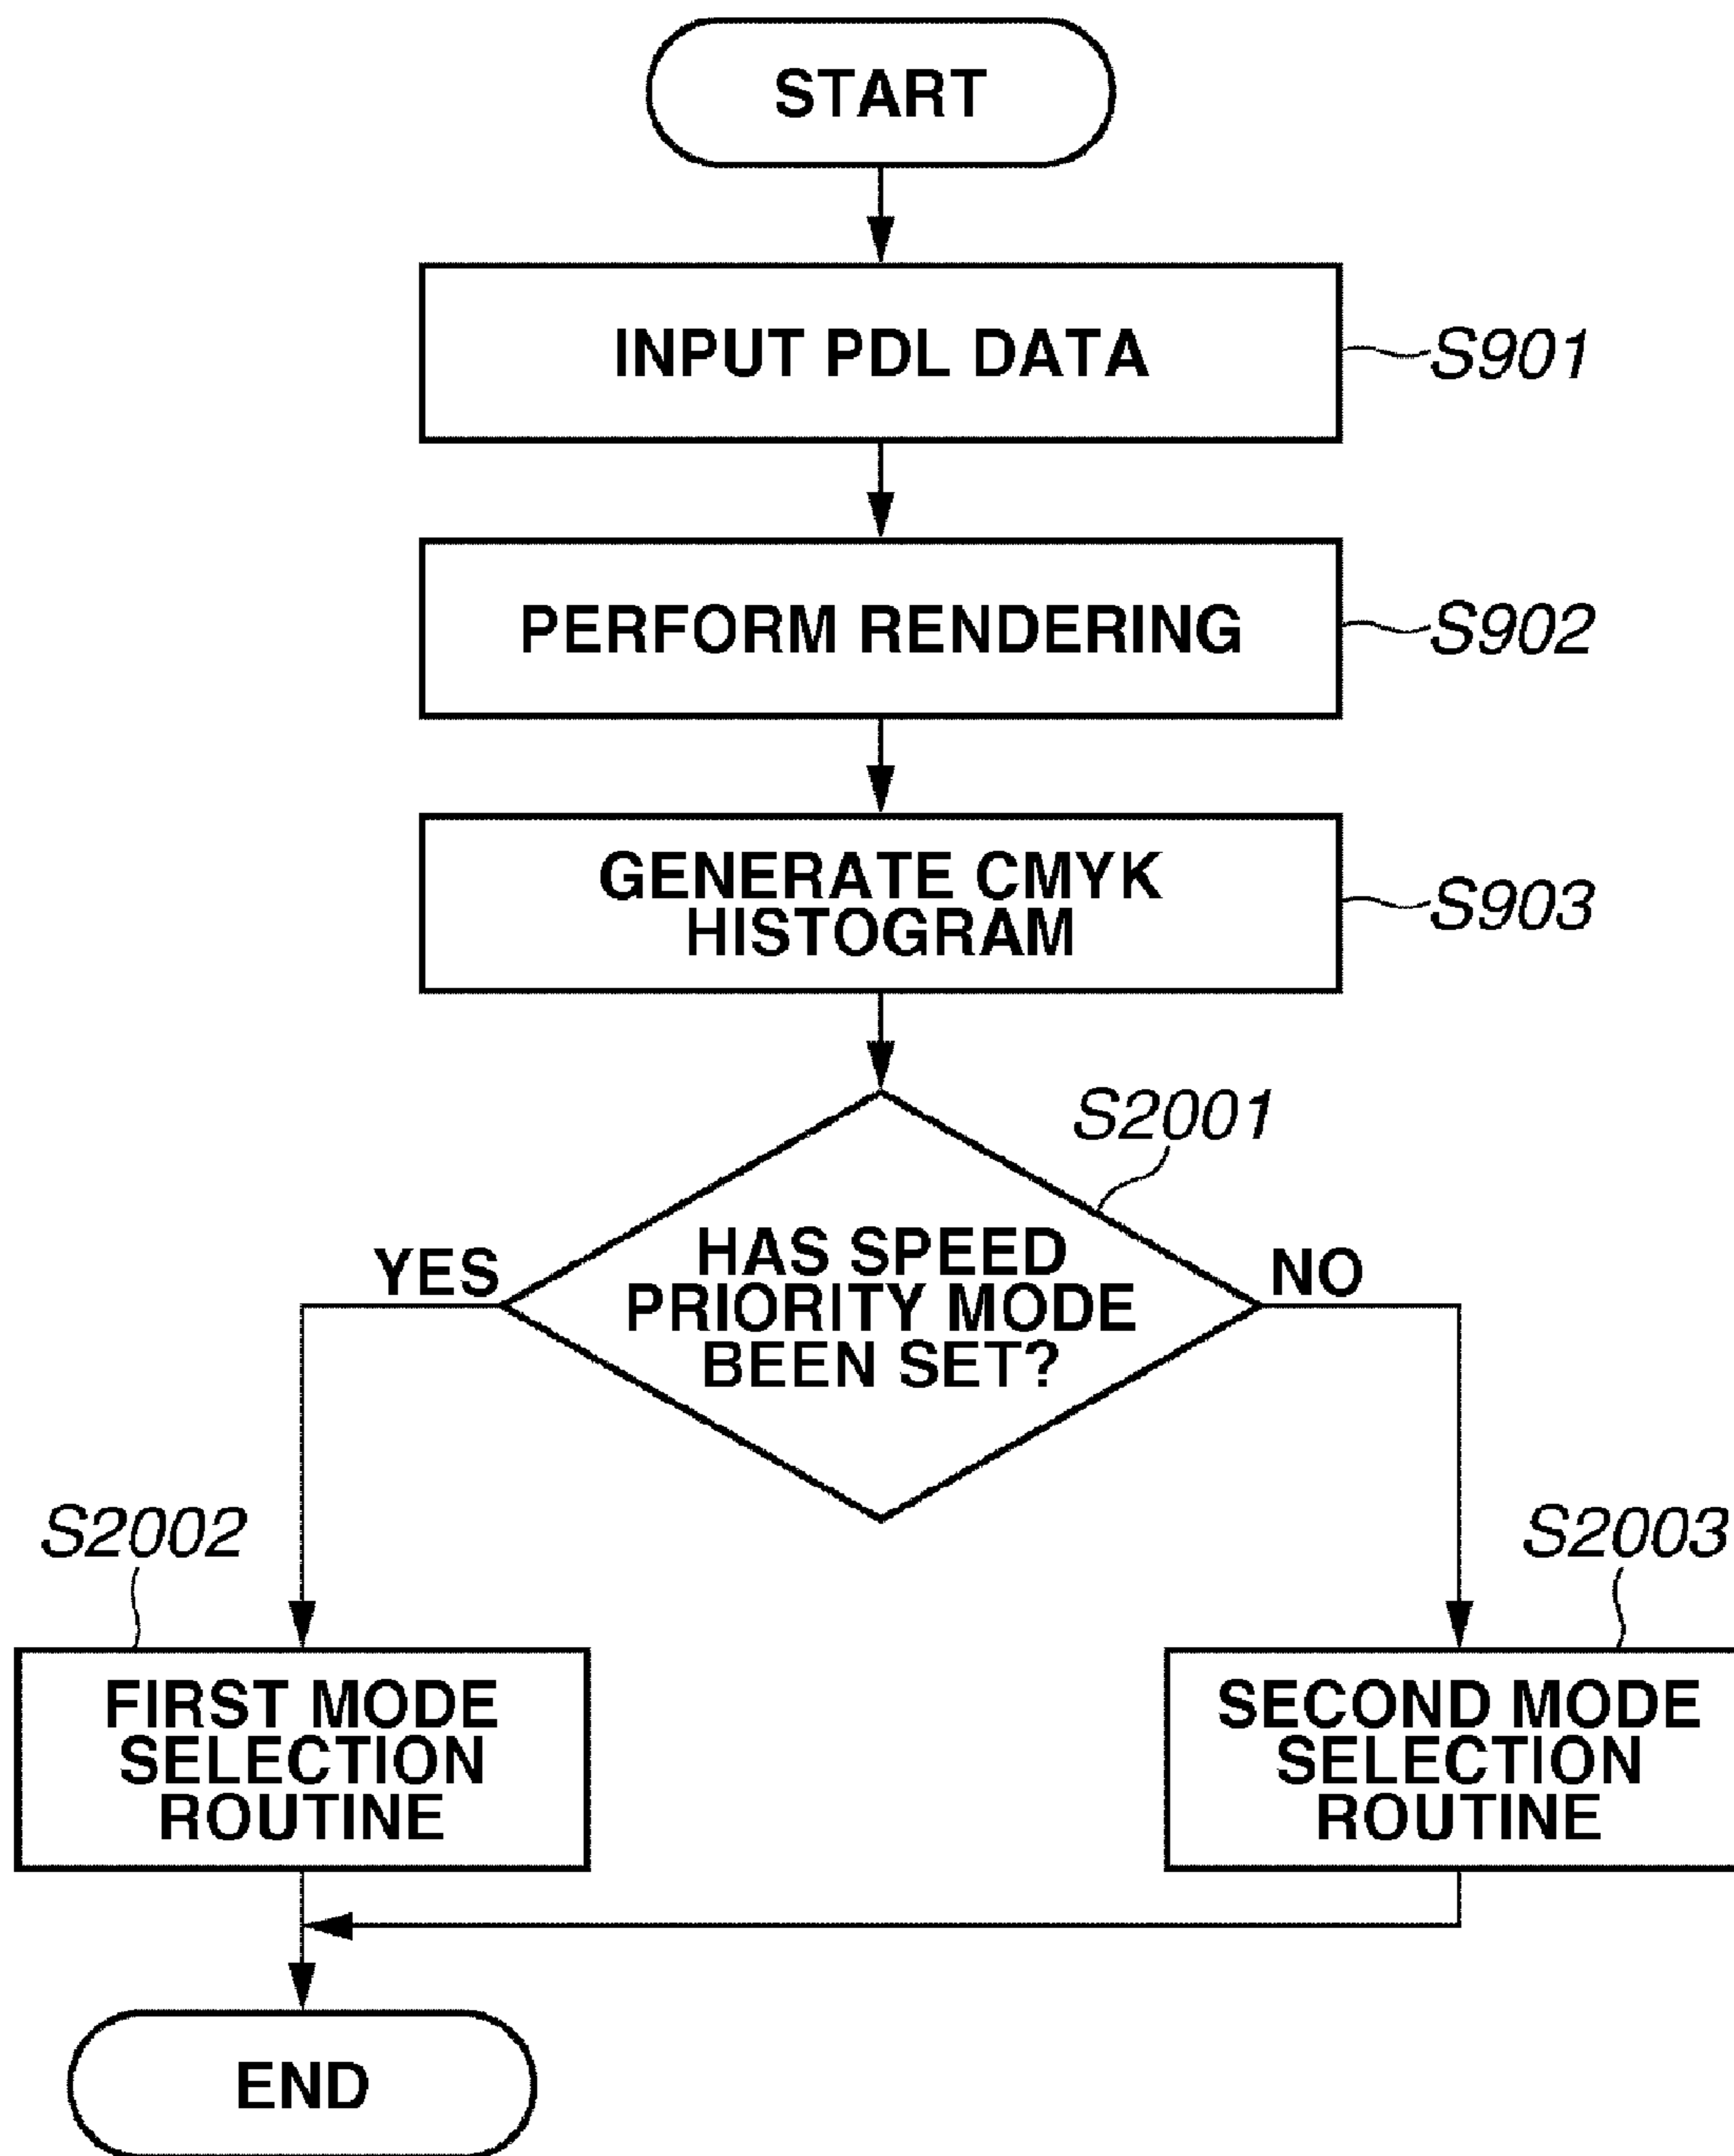 START
INPUT PDL DATA
S901
PERFORM RENDERING
S902
GENERATE CMYK
HISTOGRAM
S903
S2001
HAS SPEED
PRIORITY MODE
BEEN SET?
YES
NO
S2002
FIRST MODE
SELECTION
ROUTINE
S2003
SECOND MODE
SELECTION
ROUTINE
END